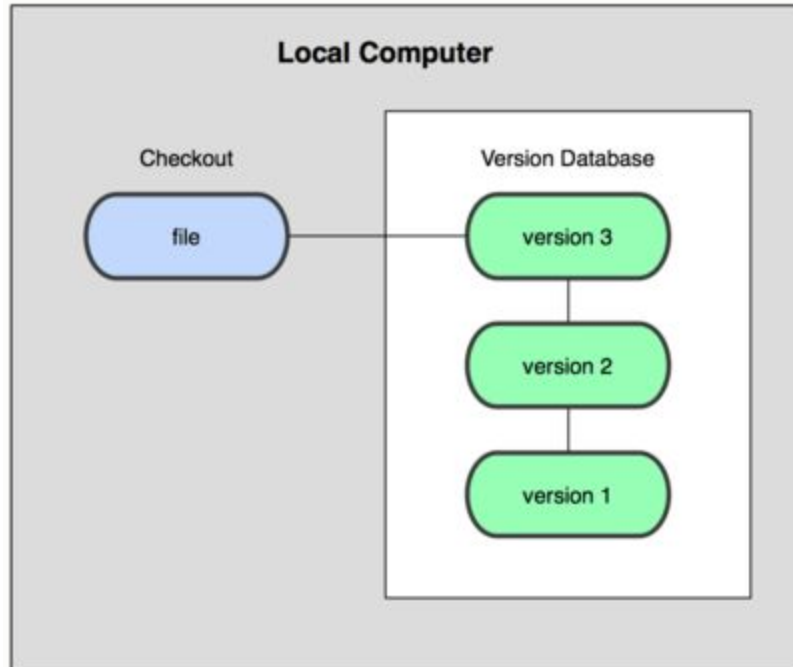 Local Computer
Checkout
Version Database
file
version 3
version 2
version 1